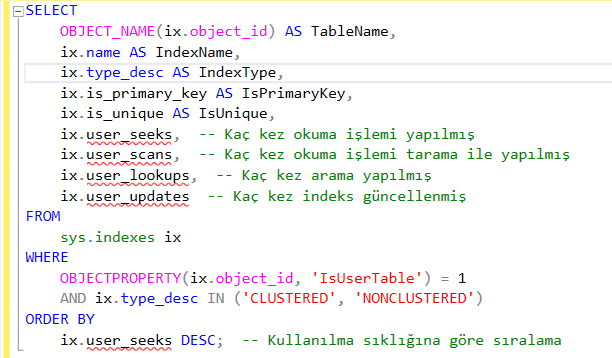 SELECT
OBJECT_NAME(ix.object_id) AS TableName,
ix.name AS IndexName,
ix.type_desc AS IndexType,
ix.is_primary_key AS IsPrimaryKey,
ix.is_unique AS IsUnique,
ix.user_seeks,  -- Kaç kez okuma işlemi yapılmış
ix.user_scans,  -- Kaç kez okuma işlemi tarama ile yapılmış
ix.user_lookups,  -- Kaç kez arama yapılmış
ix.user_updates  -- Kaç kez indeks güncellenmiş
FROM
sys.indexes ix
WHERE
OBJECTPROPERTY(ix.object_id, 'IsUserTable') = 1
AND ix.type_desc IN ('CLUSTERED', 'NONCLUSTERED')
ORDER BY
ix.user_seeks DESC;  -- Kullanılma sıklığına göre sıralama